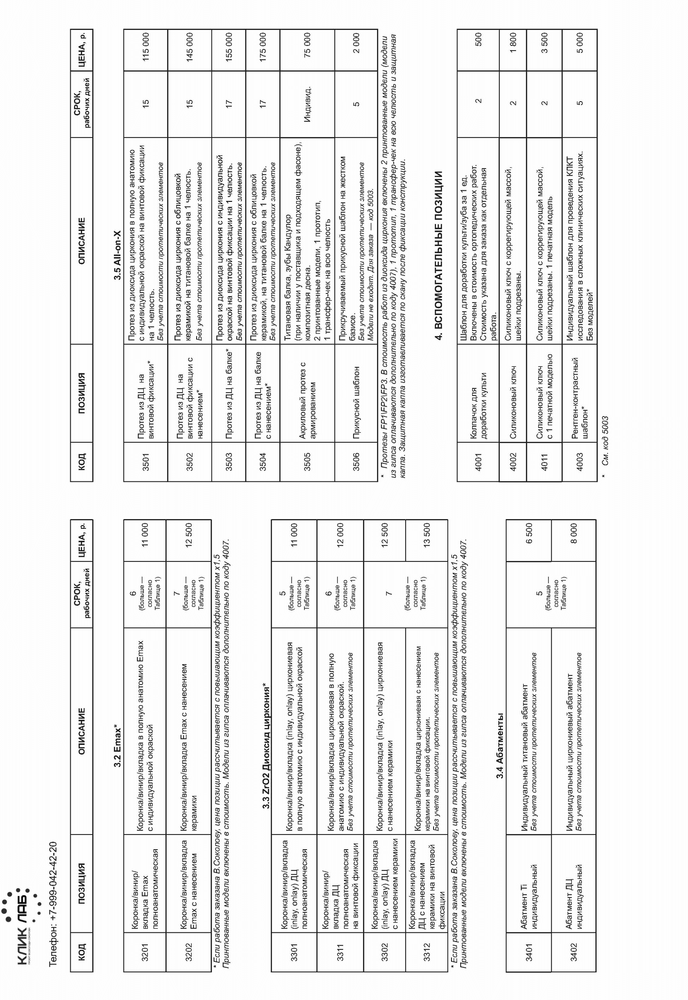 КЛИК ЛАБ
ПРОЕКТ ВСЕВОЛОДА СОКОЛОВА
Телефон: +7-999-042-42-20
КОД ПОЗИЦИЯ ОПИСАНИЕ СРОК, рабочих дней ЦЕНА, р.
3.2 Emax*
3201 Коронка/винир/ вкладка Emax полноанатомическая Коронка/винир/вкладка в полную анатомию Emax с индивидуальной окраской 6 (больше — согласно Таблице 1) 11 000
3202 Коронка/винир/вкладка Emax с нанесением Коронка/винир/вкладка Emax с нанесением керамики 7 (больше — согласно Таблице 1) 12 500
* Если работа заказана В.Соколову, цена позиции рассчитывается с повышающим коэффициентом х1,5
Принтованные модели включены в стоимость. Модели из гипса оплачиваются дополнительно по коду 4007.
3.3 ZrO2 Диоксид циркония*
3301 Коронка/винир/вкладка (inlay, onlay) ДЦ полноанатомическая Коронка/винир/вкладка (inlay, onlay) циркониевая в полную анатомию с индивидуальной окраской 5 (больше — согласно Таблице 1) 11 000
3311 Коронка/винир/ вкладка ДЦ полноанатомическая на винтовой фиксации Коронка/винир/вкладка циркониевая в полную анатомию с индивидуальной окраской. Без учета стоимости протетических элементов 6 (больше — согласно Таблице 1) 12 000
3302 Коронка/винир/вкладка (inlay, onlay) ДЦ с нанесением керамики Коронка/винир/вкладка (inlay, onlay) циркониевая с нанесением керамики 7 (больше — согласно Таблице 1) 12 500
3312 Коронка/винир/вкладка ДЦ с нанесением керамики на винтовой фиксации Коронка/винир/вкладка циркониевая с нанесением керамики на винтовой фиксации. Без учета стоимости протетических элементов 13 500
* Если работа заказана В.Соколову, цена позиции рассчитывается с повышающим коэффициентом х1,5
Принтованные модели включены в стоимость. Модели из гипса оплачиваются дополнительно по коду 4007.
3.4 Абатменты
3401 Абатмент Ti индивидуальный Индивидуальный титановый абатмент Без учета стоимости протетических элементов 5 (больше — согласно Таблице 1) 6 500
3402 Абатмент ДЦ индивидуальный Индивидуальный циркониевый абатмент Без учета стоимости протетических элементов 8 000
КОД ПОЗИЦИЯ ОПИСАНИЕ СРОК, рабочих дней ЦЕНА, р.
3.5 All-on-X
3501 Протез из ДЦ на винтовой фиксации* Протез из диоксида циркония в полную анатомию с индивидуальной окраской на винтовой фиксации на 1 челюсть. Без учета стоимости протетических элементов 15 115 000
3502 Протез из ДЦ на винтовой фиксации с нанесением* Протез из диоксида циркония с облицовкой керамикой на титановой балке на 1 челюсть. Без учета стоимости протетических элементов 15 145 000
3503 Протез из ДЦ на балке* Протез из диоксида циркония с индивидуальной окраской на винтовой фиксации на 1 челюсть. Без учета стоимости протетических элементов 17 155 000
3504 Протез из ДЦ на балке с нанесением* Протез из диоксида циркония с облицовкой керамикой, на титановой балке на 1 челюсть. Без учета стоимости протетических элементов 17 175 000
3505 Акриловый протез с армированием Титановая балка, зубы Кандулор (при наличии у поставщика и подходящем фасоне), композитная десна. 2 принтованные модели, 1 прототип, 1 трансфер-чек на всю челюсть Индивид. 75 000
3506 Прикусной шаблон Прикручиваемый прикусной шаблон на жестком базисе. Без учета стоимости протетических элементов Модели не входят. Для заказа — код 5003. 5 2 000
* Протезы FP1\FP2\FP3. В стоимость работ из диоксида циркония включены 2 принтованные модели (модели
из гипса оплачиваются дополнительно по коду 4007), 1 прототип, 1 трансфер-чек на всю челюсть и защитная
каппа. Защитная каппа изготавливается по скану после фиксации конструкции.
4. ВСПОМОГАТЕЛЬНЫЕ ПОЗИЦИИ
4001 Колпачок для доработки культи Шаблон для доработки культи/зуба за 1 ед. Включены в стоимость ортопедических работ. Стоимость указана для заказа как отдельная работа. 2 500
4002 Силиконовый ключ Силиконовый ключ с коррегирующей массой, шейки подрезаны. 2 1 800
4011 Силиконовый ключ с 1 печатной моделью Силиконовый ключ с коррегирующей массой, шейки подрезаны. 1 печатная модель 2 3 500
4003 Рентген-контрастный шаблон* Индивидуальный шаблон для проведения КЛКТ исследования в сложных клинических ситуациях. Без моделей* 5 5 000
* См. код 5003